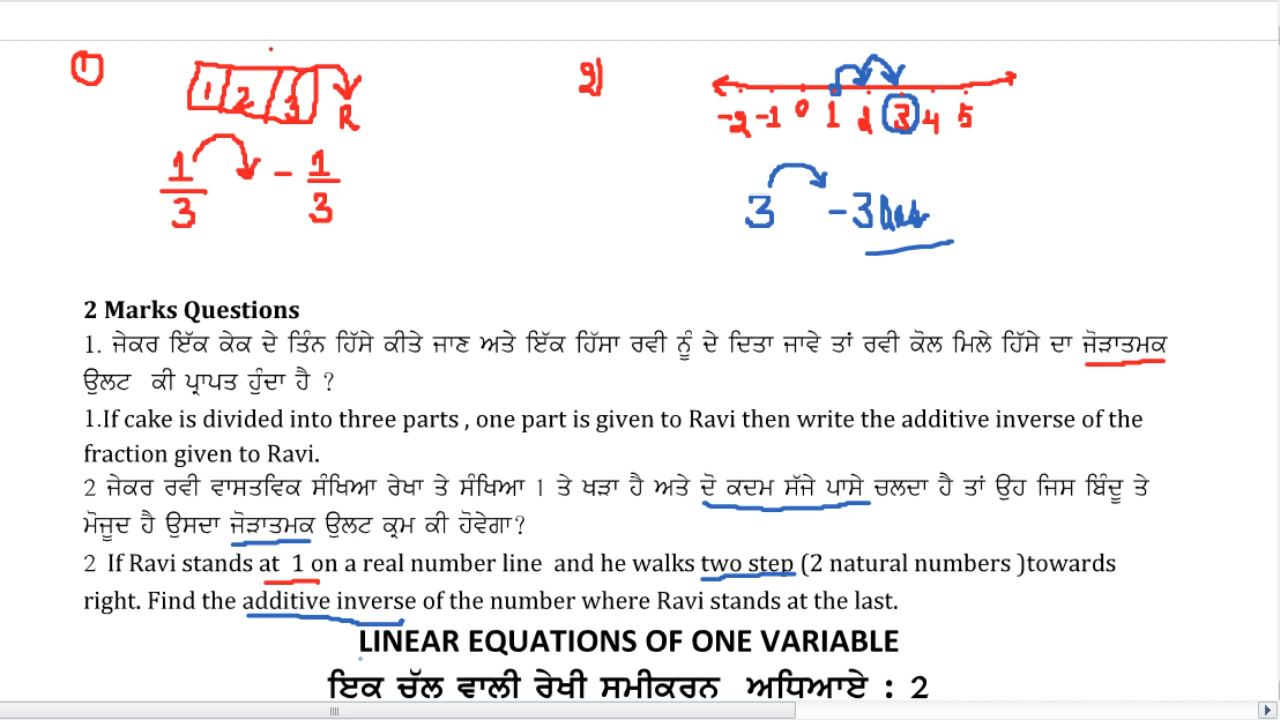 1
1 2 3
R
1/3 - 1/3
2)
-2 -1 0 1 2 3 4 5
3 -3 Ans
2 Marks Questions
1. ਜੇਕਰ ਇੱਕ ਕੇਕ ਦੇ ਤਿੰਨ ਹਿੱਸੇ ਕੀਤੇ ਜਾਣ ਅਤੇ ਇੱਕ ਹਿੱਸਾ ਰਵੀ ਨੂੰ ਦੇ ਦਿਤਾ ਜਾਵੇ ਤਾਂ ਰਵੀ ਕੋਲ ਮਿਲੇ ਹਿੱਸੇ ਦਾ ਜੋੜਾਤਮਕ
ਉਲਟ ਕੀ ਪ੍ਰਾਪਤ ਹੁੰਦਾ ਹੈ ?
1.If cake is divided into three parts , one part is given to Ravi then write the additive inverse of the
fraction given to Ravi.
2 ਜੇਕਰ ਰਵੀ ਵਾਸਤਵਿਕ ਸੰਖਿਆ ਰੇਖਾ ਤੇ ਸੰਖਿਆ 1 ਤੇ ਖੜਾ ਹੈ ਅਤੇ ਦੋ ਕਦਮ ਸੱਜੇ ਪਾਸੇ ਚਲਦਾ ਹੈ ਤਾਂ ਉਹ ਜਿਸ ਬਿੰਦੂ ਤੇ
ਮੋਜੂਦ ਹੈ ਉਸਦਾ ਜੋੜਾਤਮਕ ਉਲਟ ਕ੍ਰਮ ਕੀ ਹੋਵੇਗਾ?
2 If Ravi stands at 1 on a real number line and he walks two step (2 natural numbers )towards
right. Find the additive inverse of the number where Ravi stands at the last.
LINEAR EQUATIONS OF ONE VARIABLE
ਇਕ ਚੱਲ ਵਾਲੀ ਰੇਖੀ ਸਮੀਕਰਨ ਅਧਿਆਏ : 2